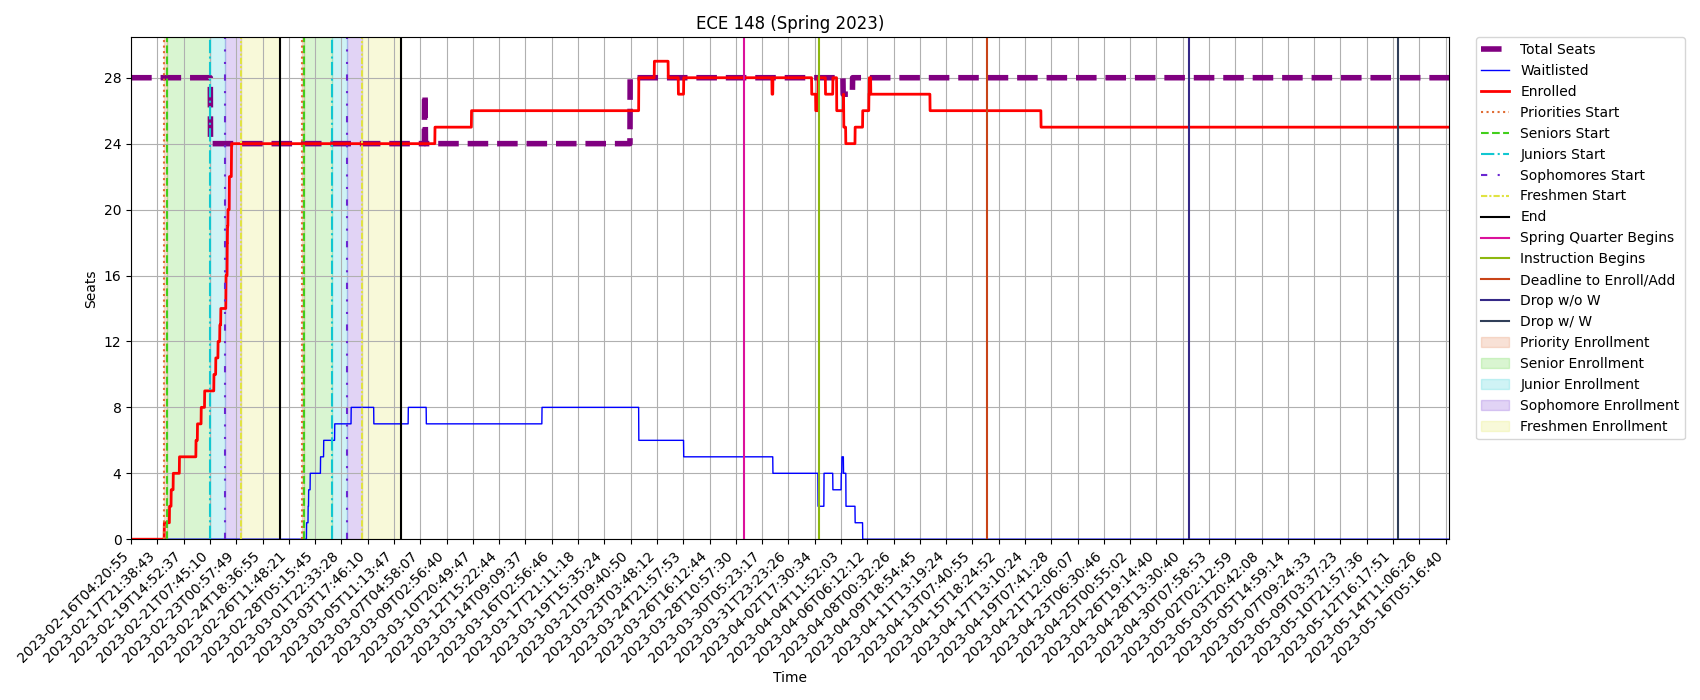 ECE 148 (Spring 2023)
Seats
28
24
20
16
12
8
4
0
2023-02-16T04:20:55
2023-02-17T21:38:43
2023-02-19T14:52:37
2023-02-21T07:45:10
2023-02-23T00:57:49
2023-02-24T18:36:55
2023-02-26T11:48:21
2023-02-28T05:15:45
2023-03-01T22:33:28
2023-03-03T17:46:10
2023-03-05T11:13:47
2023-03-07T04:58:07
2023-03-09T02:56:40
2023-03-10T20:49:47
2023-03-12T15:22:44
2023-03-14T09:09:37
2023-03-16T02:56:46
2023-03-17T21:11:18
2023-03-19T15:35:24
2023-03-21T09:40:50
2023-03-23T03:48:12
2023-03-24T21:57:53
2023-03-26T16:12:44
2023-03-28T10:57:30
2023-03-30T05:23:17
2023-03-31T23:23:26
2023-04-02T17:30:34
2023-04-04T11:52:03
2023-04-06T06:12:12
2023-04-08T00:32:26
2023-04-09T18:54:45
2023-04-11T13:19:24
2023-04-13T07:40:55
2023-04-15T18:24:52
2023-04-17T13:10:24
2023-04-19T07:41:28
2023-04-21T12:06:07
2023-04-23T06:30:46
2023-04-25T00:55:02
2023-04-26T19:14:40
2023-04-28T13:30:40
2023-04-30T07:58:53
2023-05-02T02:12:59
2023-05-03T20:42:08
2023-05-05T14:59:14
2023-05-07T09:24:33
2023-05-09T03:37:23
2023-05-10T21:57:36
2023-05-12T16:17:51
2023-05-14T11:06:26
2023-05-16T05:16:40
Time
Total Seats
Waitlisted
Enrolled
Priorities Start
Seniors Start
Juniors Start
Sophomores Start
Freshmen Start
End
Spring Quarter Begins
Instruction Begins
Deadline to Enroll/Add
Drop w/o W
Drop w/ W
Priority Enrollment
Senior Enrollment
Junior Enrollment
Sophomore Enrollment
Freshmen Enrollment